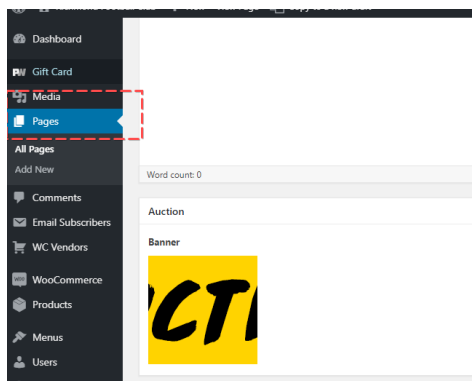 Dashboard
PW Gift Card
Media
Pages
All Pages
Add New
Comments
Email Subscribers
WC Vendors
WooCommerce
Products
Menus
Users
Word count: 0
Auction
Banner
CTI